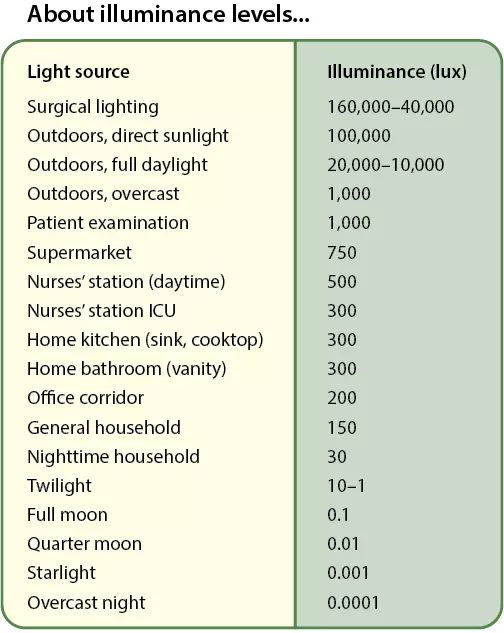 About illuminance levels...
Light source Illuminance (lux)
Surgical lighting 160,000–40,000
Outdoors, direct sunlight 100,000
Outdoors, full daylight 20,000–10,000
Outdoors, overcast 1,000
Patient examination 1,000
Supermarket 750
Nurses’ station (daytime) 500
Nurses’ station ICU 300
Home kitchen (sink, cooktop) 300
Home bathroom (vanity) 300
Office corridor 200
General household 150
Nighttime household 30
Twilight 10–1
Full moon 0.1
Quarter moon 0.01
Starlight 0.001
Overcast night 0.0001